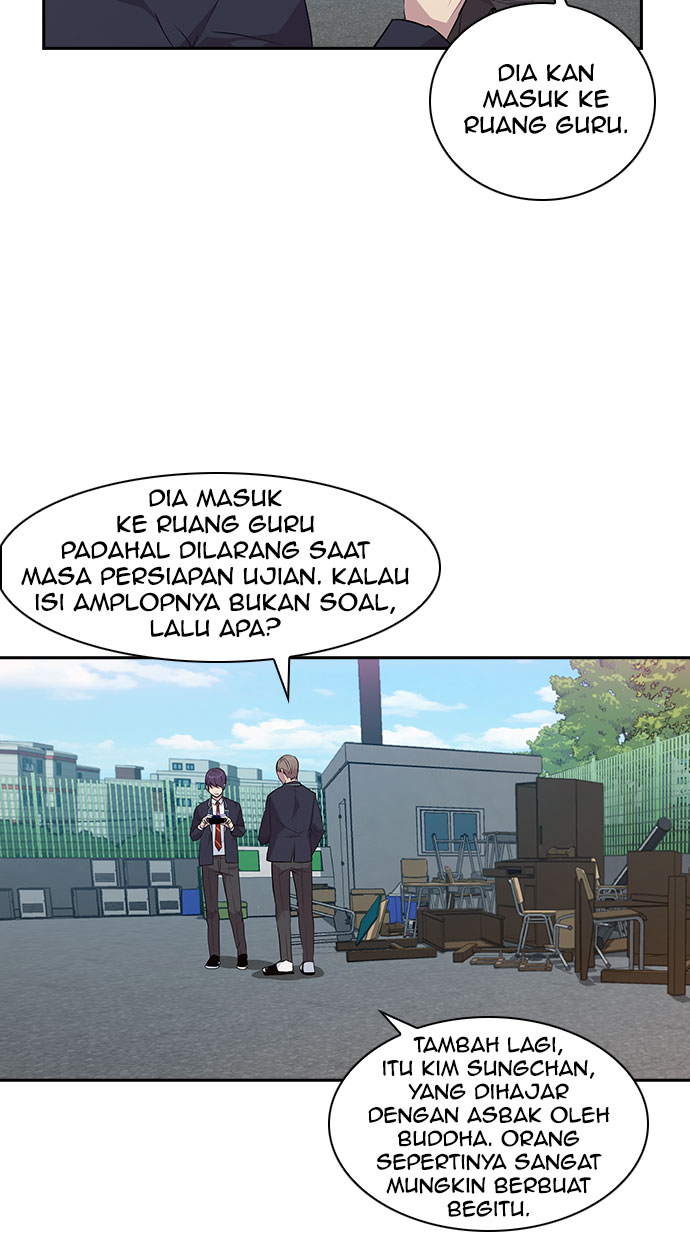 DIA KAN
MASUK KE
RUANG GURU.
DIA MASUK
KE RUANG GURU
PADAHAL DILARANG SAAT
MASA PERSIAPAN UJIAN. KALAU
ISI AMPLOPNYA BUKAN SOAL,
LALU APA?
TAMBAH LAGI,
ITU KIM SUNGCHAN,
YANG DIHAJAR
DENGAN ASBAK OLEH
BUDDHA. ORANG
SEPERTINYA SANGAT
MUNGKIN BERBUAT
BEGITU.